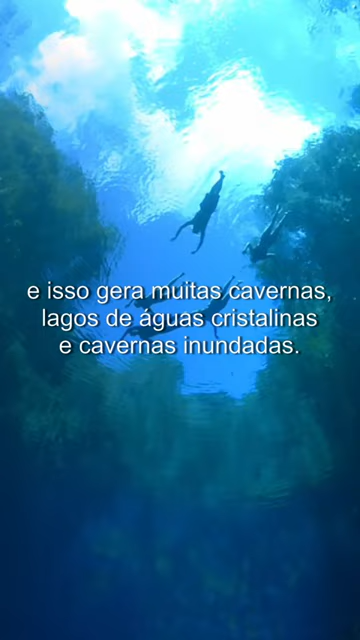 e isso gera muitas cavernas,
lagos de águas cristalinas
e cavernas inundadas.